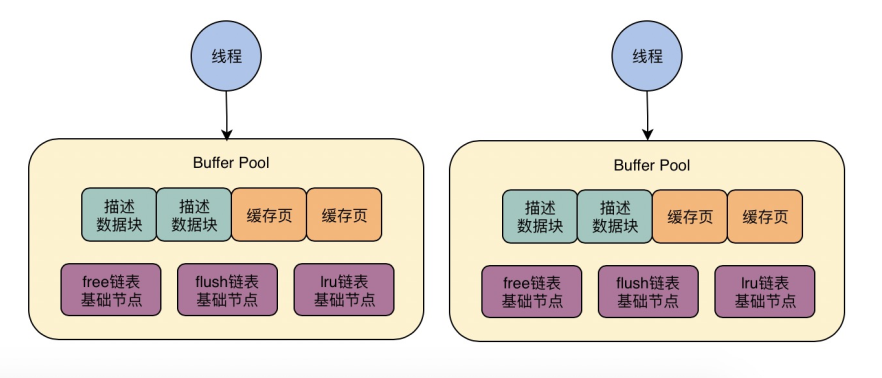 线程
线程
Buffer Pool
Buffer Pool
描述
数据块
描述
数据块
缓存页
缓存页
描述
数据块
描述
数据块
缓存页
缓存页
free链表
基础节点
flush链表
基础节点
lru链表
基础节点
free链表
基础节点
flush链表
基础节点
lru链表
基础节点